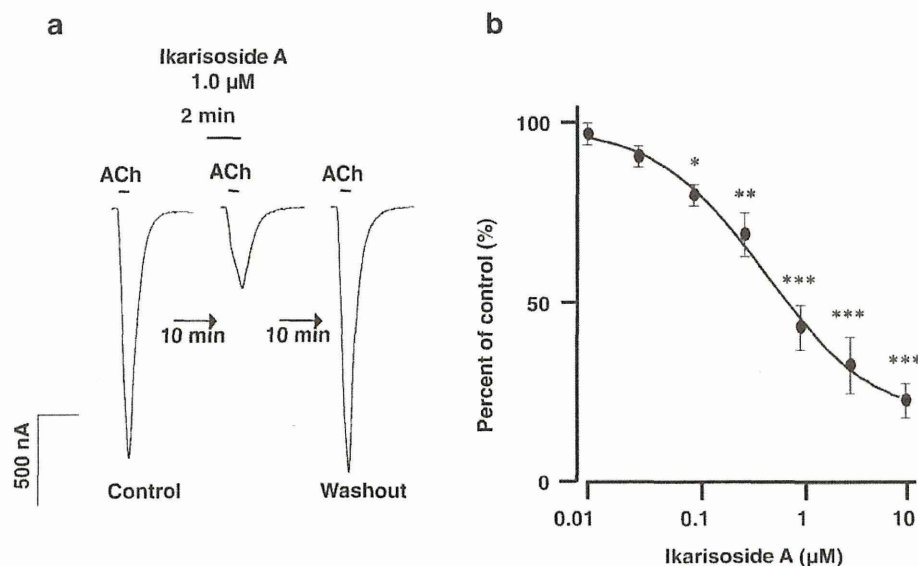 a
Ikarisoside A
1.0 µM
2 min
ACh
ACh
ACh
10 min
10 min
500 nA
Control
Washout
b
Percent of control (%)
100
50
0
*
**
***
***
***
0.01
0.1
1
10
Ikarisoside A (µM)